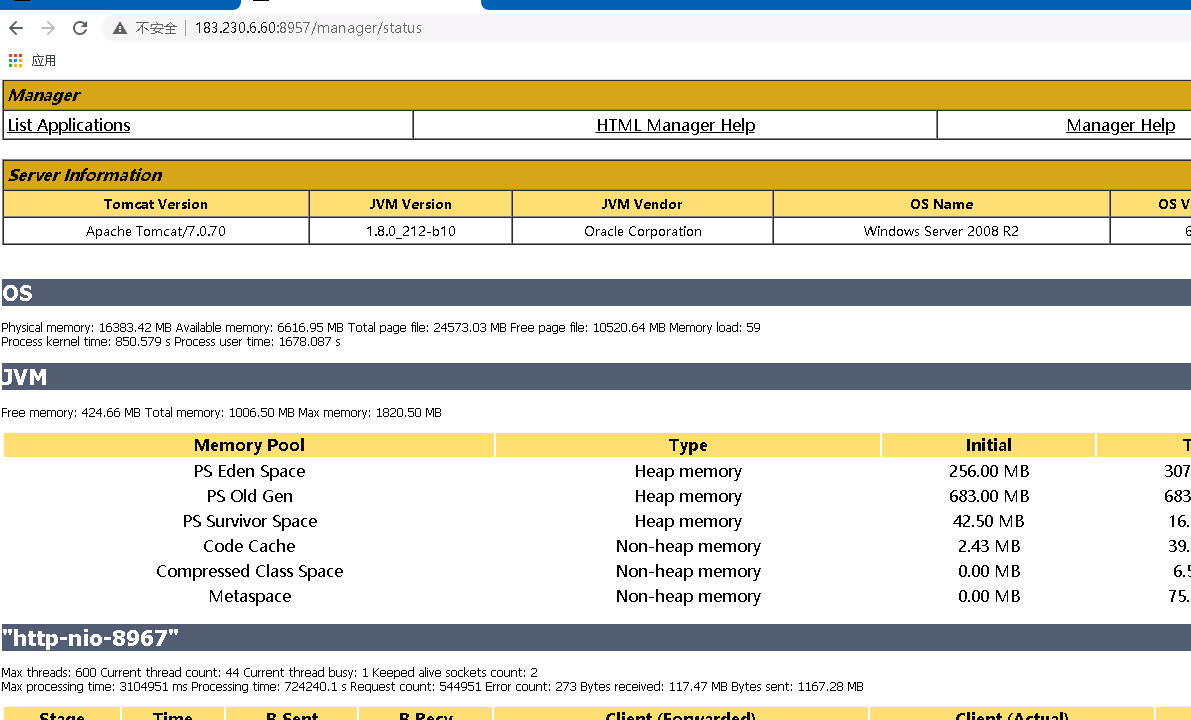 不安全 183.230.6.60:8957/manager/status
应用
Manager
List Applications HTML Manager Help Manager Help
Server Information
Tomcat Version JVM Version JVM Vendor OS Name OS V
Apache Tomcat/7.0.70 1.8.0_212-b10 Oracle Corporation Windows Server 2008 R2 6
OS
Physical memory: 16383.42 MB Available memory: 6616.95 MB Total page file: 24573.03 MB Free page file: 10520.64 MB Memory load: 59
Process kernel time: 850.579 s Process user time: 1678.087 s
JVM
Free memory: 424.66 MB Total memory: 1006.50 MB Max memory: 1820.50 MB
Memory Pool Type Initial T
PS Eden Space Heap memory 256.00 MB 307
PS Old Gen Heap memory 683.00 MB 683
PS Survivor Space Heap memory 42.50 MB 16.
Code Cache Non-heap memory 2.43 MB 39.
Compressed Class Space Non-heap memory 0.00 MB 6.5
Metaspace Non-heap memory 0.00 MB 75.
"http-nio-8967"
Max threads: 600 Current thread count: 44 Current thread busy: 1 Keeped alive sockets count: 2
Max processing time: 3104951 ms Processing time: 724240.1 s Request count: 544951 Error count: 273 Bytes received: 117.47 MB Bytes sent: 1167.28 MB
Stage Time B Sent B Recv Client (Forwarded) Client (Actual)